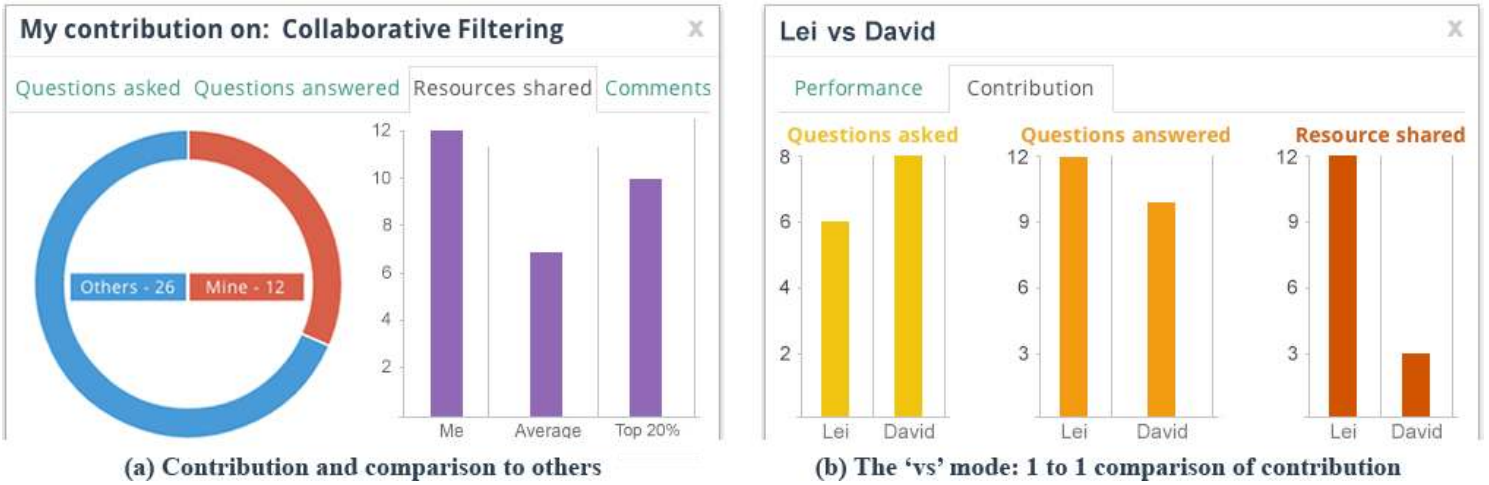 My contribution on: Collaborative Filtering x
Questions asked Questions answered Resources shared Comments
12
10
8
6
4
2
Others - 26 Mine - 12
Me Average Top 20%
(a) Contribution and comparison to others
Lei vs David x
Performance Contribution
Questions asked Questions answered Resource shared
8
6
4
2
Lei David
12
9
6
3
Lei David
12
9
6
3
Lei David
(b) The ‘vs’ mode: 1 to 1 comparison of contribution